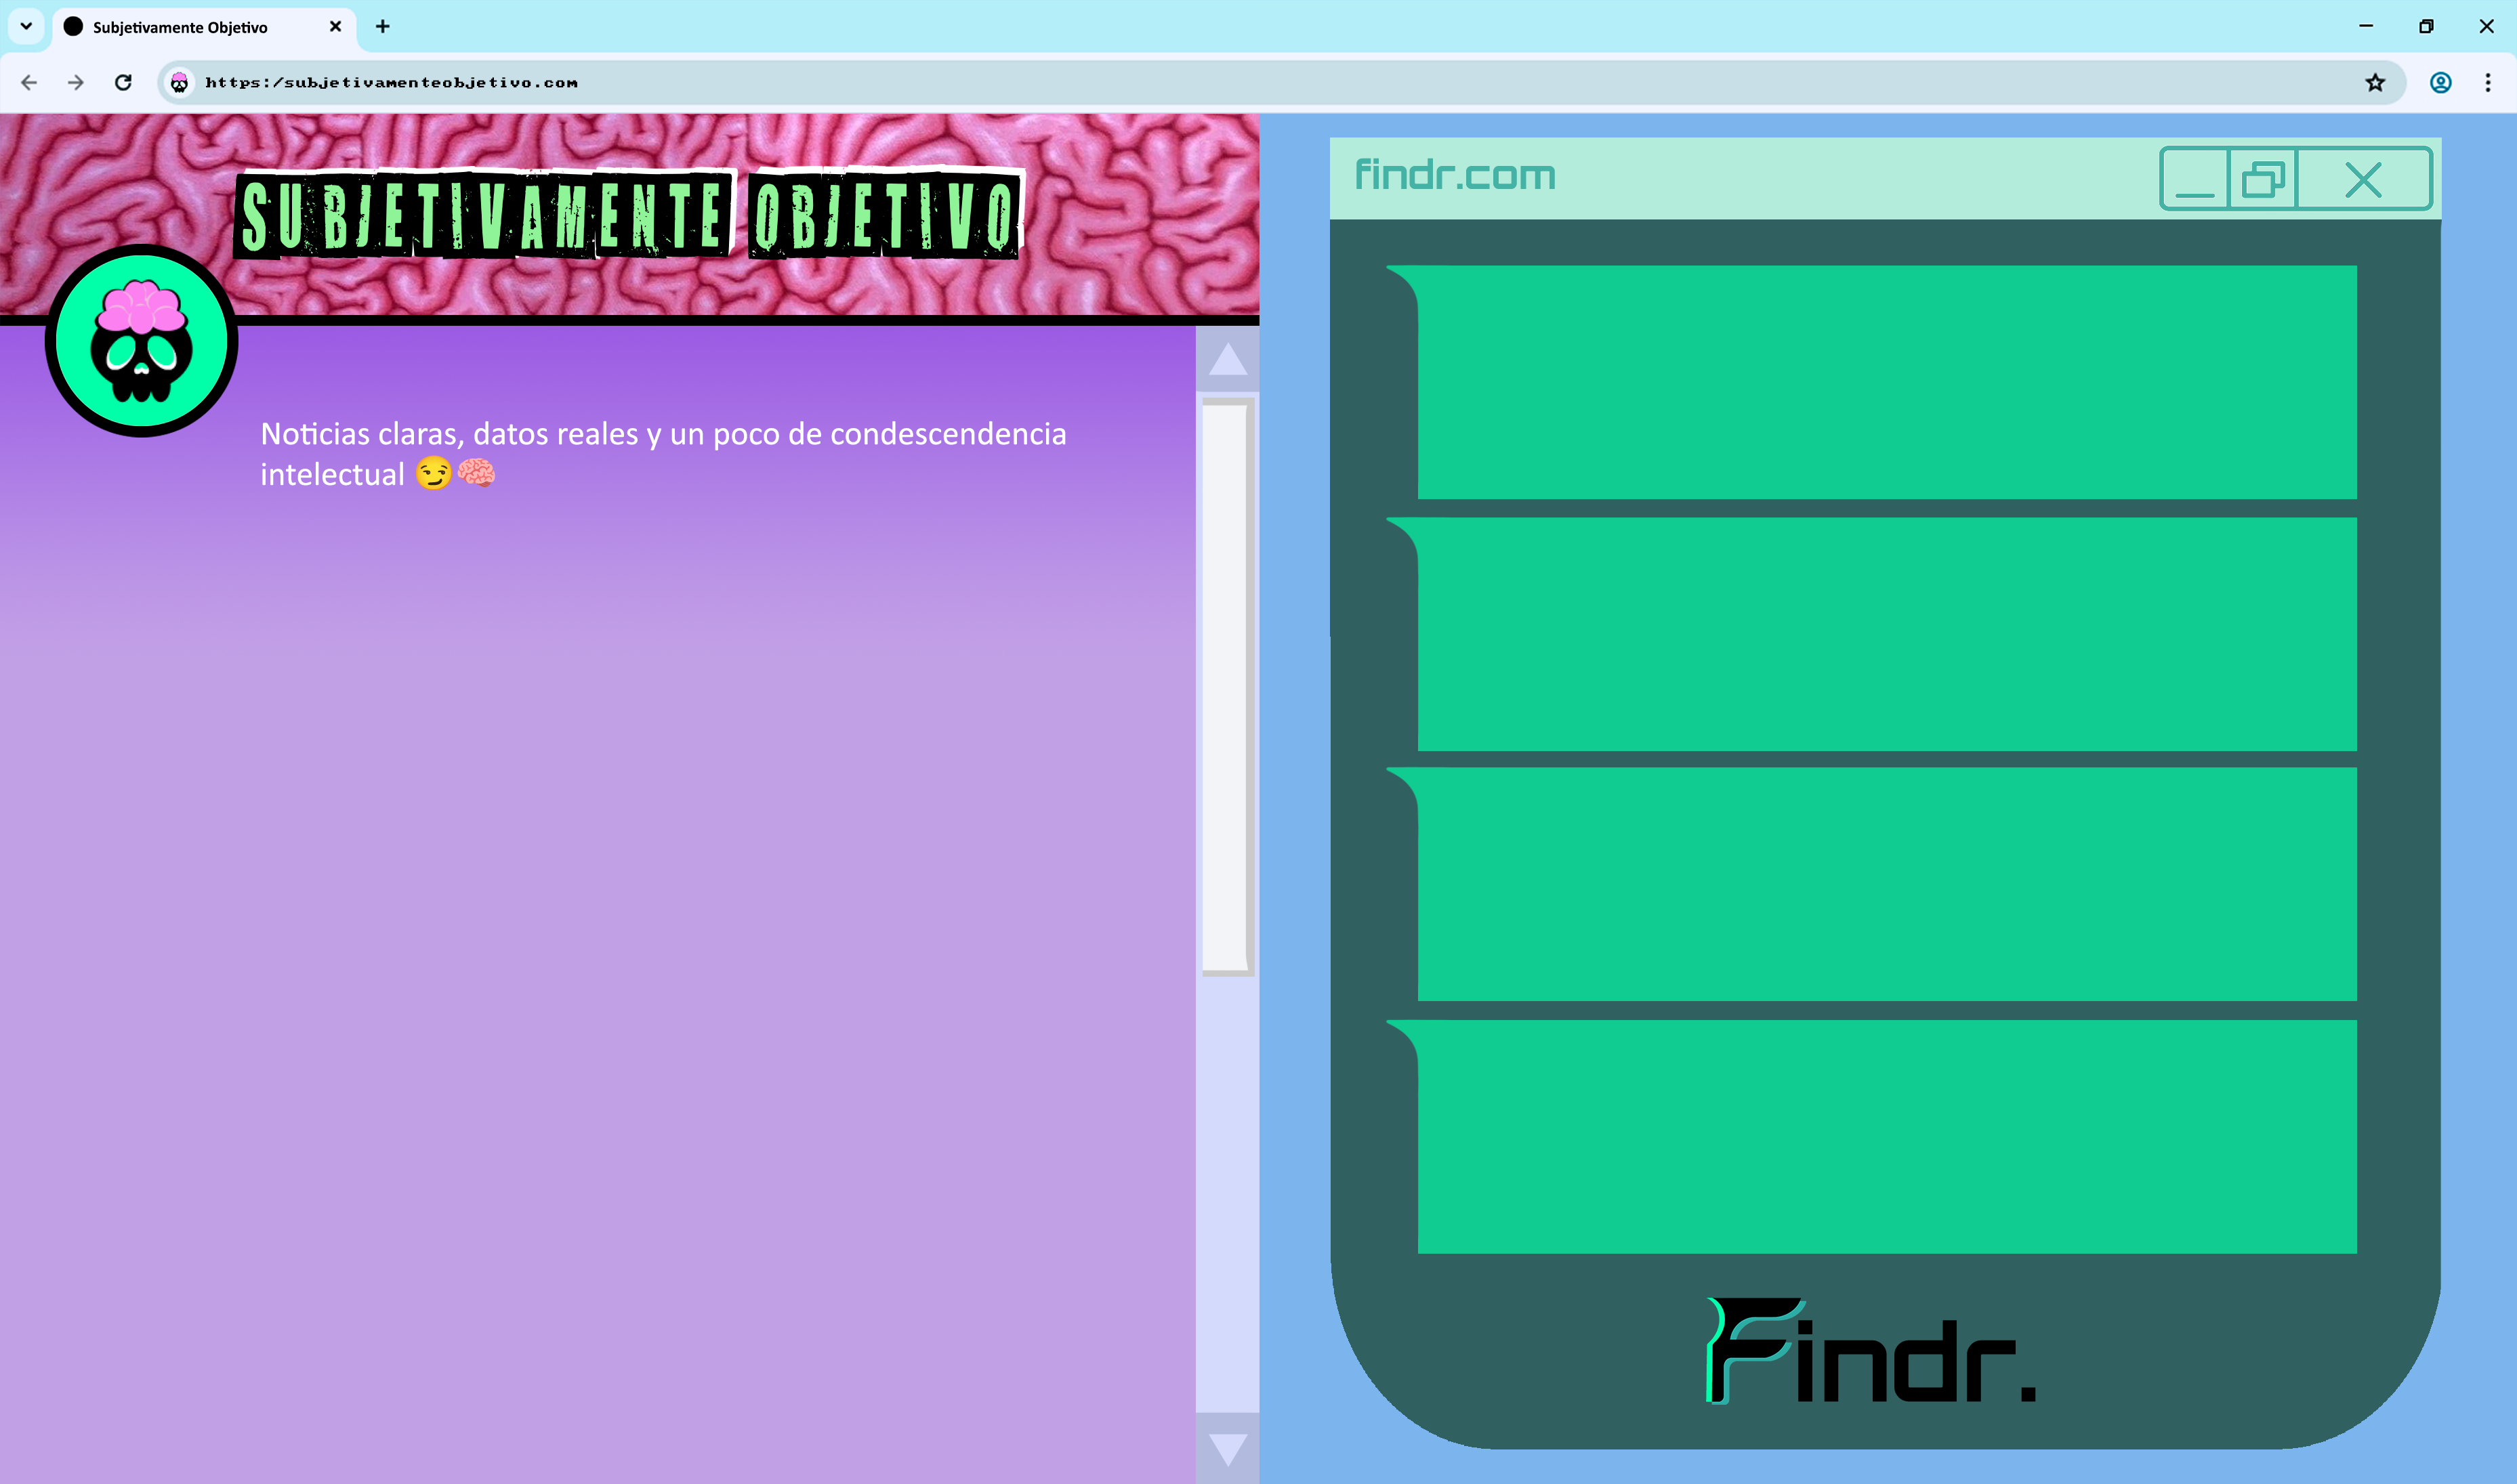 Subjetivamente Objetivo
https:/subjetivamenteobjetivo.com
SUBJETIVAMENTE OBJETIVO
Noticias claras, datos reales y un poco de condescendencia
intelectual 😏🧠
findr.com
Findr.